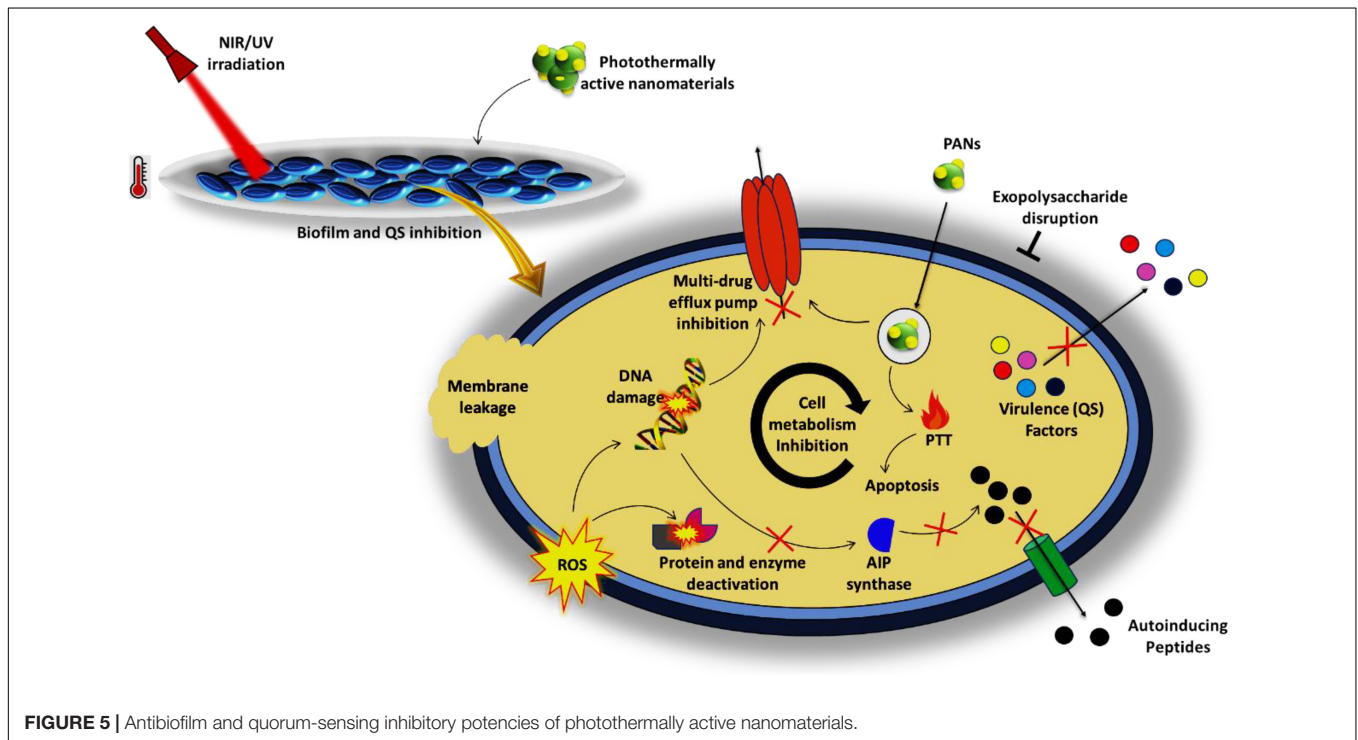 NIR/UV
irradiation
Photothermally
active nanomaterials
Biofilm and QS inhibition
PANs
Exopolysaccharide
disruption
Multi-drug
efflux pump
inhibition
Membrane
leakage
DNA
damage
Cell
metabolism
Inhibition
PTT
Apoptosis
Virulence (QS)
Factors
ROS
Protein and enzyme
deactivation
AIP
synthase
Autoinducing
Peptides
FIGURE 5 | Antibiofilm and quorum-sensing inhibitory potencies of photothermally active nanomaterials.